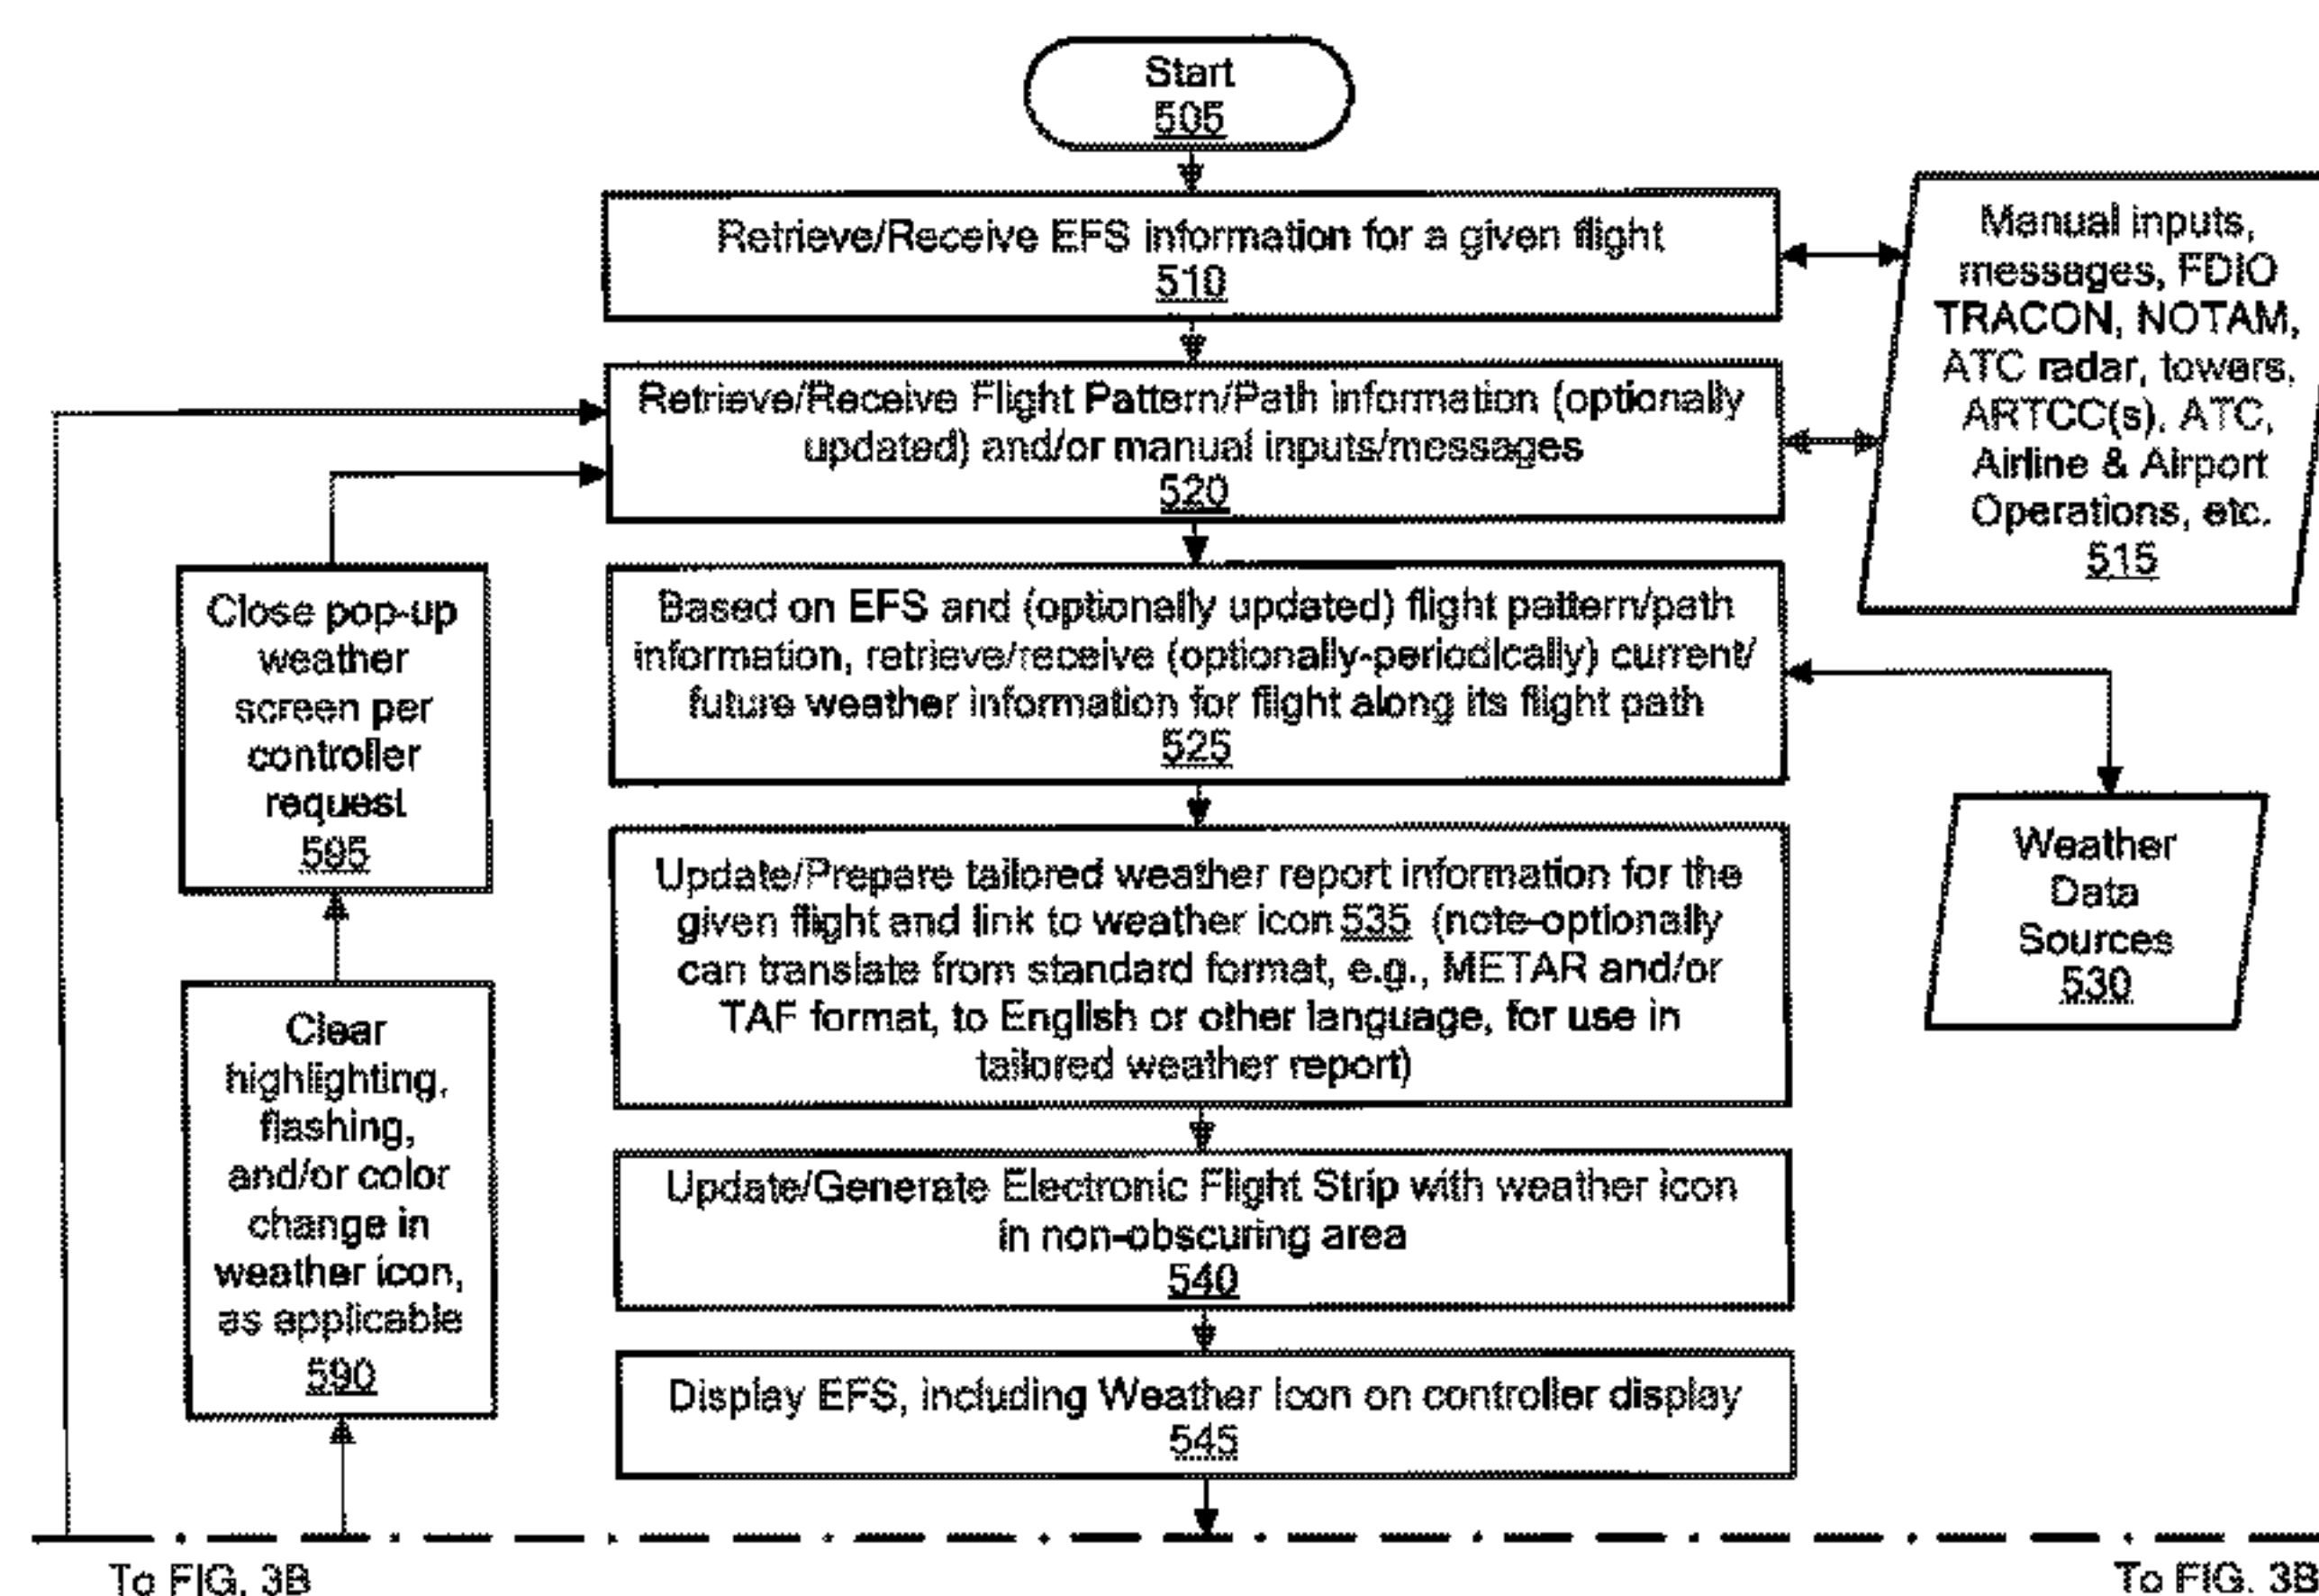 Start
505
Retrieve/Receive EFS information for a given flight
510
Manual inputs,
messages, FDIO
TRACON, NOTAM,
ATC radar, towers,
ARTCC(s), ATC,
Airline & Airport
Operations, etc.
515
Retrieve/Receive Flight Pattern/Path information (optionally
updated) and/or manual inputs/messages
520
Based on EFS and (optionally updated) flight pattern/path
information, retrieve/receive (optionally-periodically) current/
future weather information for flight along its flight path
525
Weather
Data
Sources
530
Update/Prepare tailored weather report information for the
given flight and link to weather icon 535 (note-optionally
can translate from standard format, e.g., METAR and/or
TAF format, to English or other language, for use in
tailored weather report)
Update/Generate Electronic Flight Strip with weather icon
in non-obscuring area
540
Display EFS, including Weather Icon on controller display
545
Close pop-up
weather
screen per
controller
request
595
Clear
highlighting,
flashing,
and/or color
change in
weather icon,
as applicable
590
To FIG. 3B
To FIG. 3B